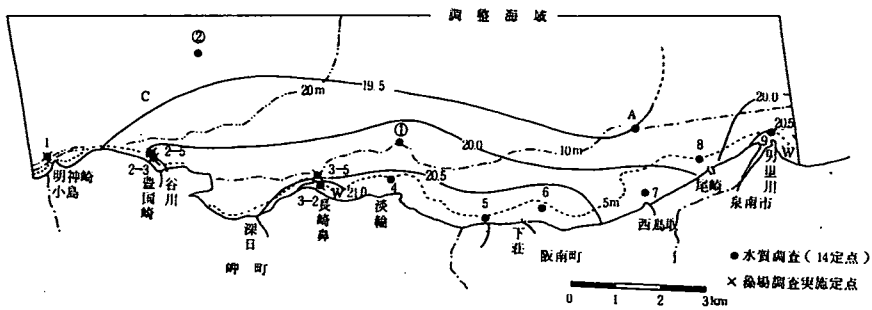 調整海域
②
C
20m
19.5
A
20.0
20.5
1
2-5
2-3
①
10m
20.0
8
9
W
明神崎
小島
豊国崎
谷川
3-5
3-2
W
21.0
4
20.5
長崎鼻
淡輪
深日
岬町
5
6
5m
7
下荘
阪南町
西鳥取
尾崎
男里川
泉南市
● 水質調査（14定点）
× 藻場調査実施定点
0 1 2 3km